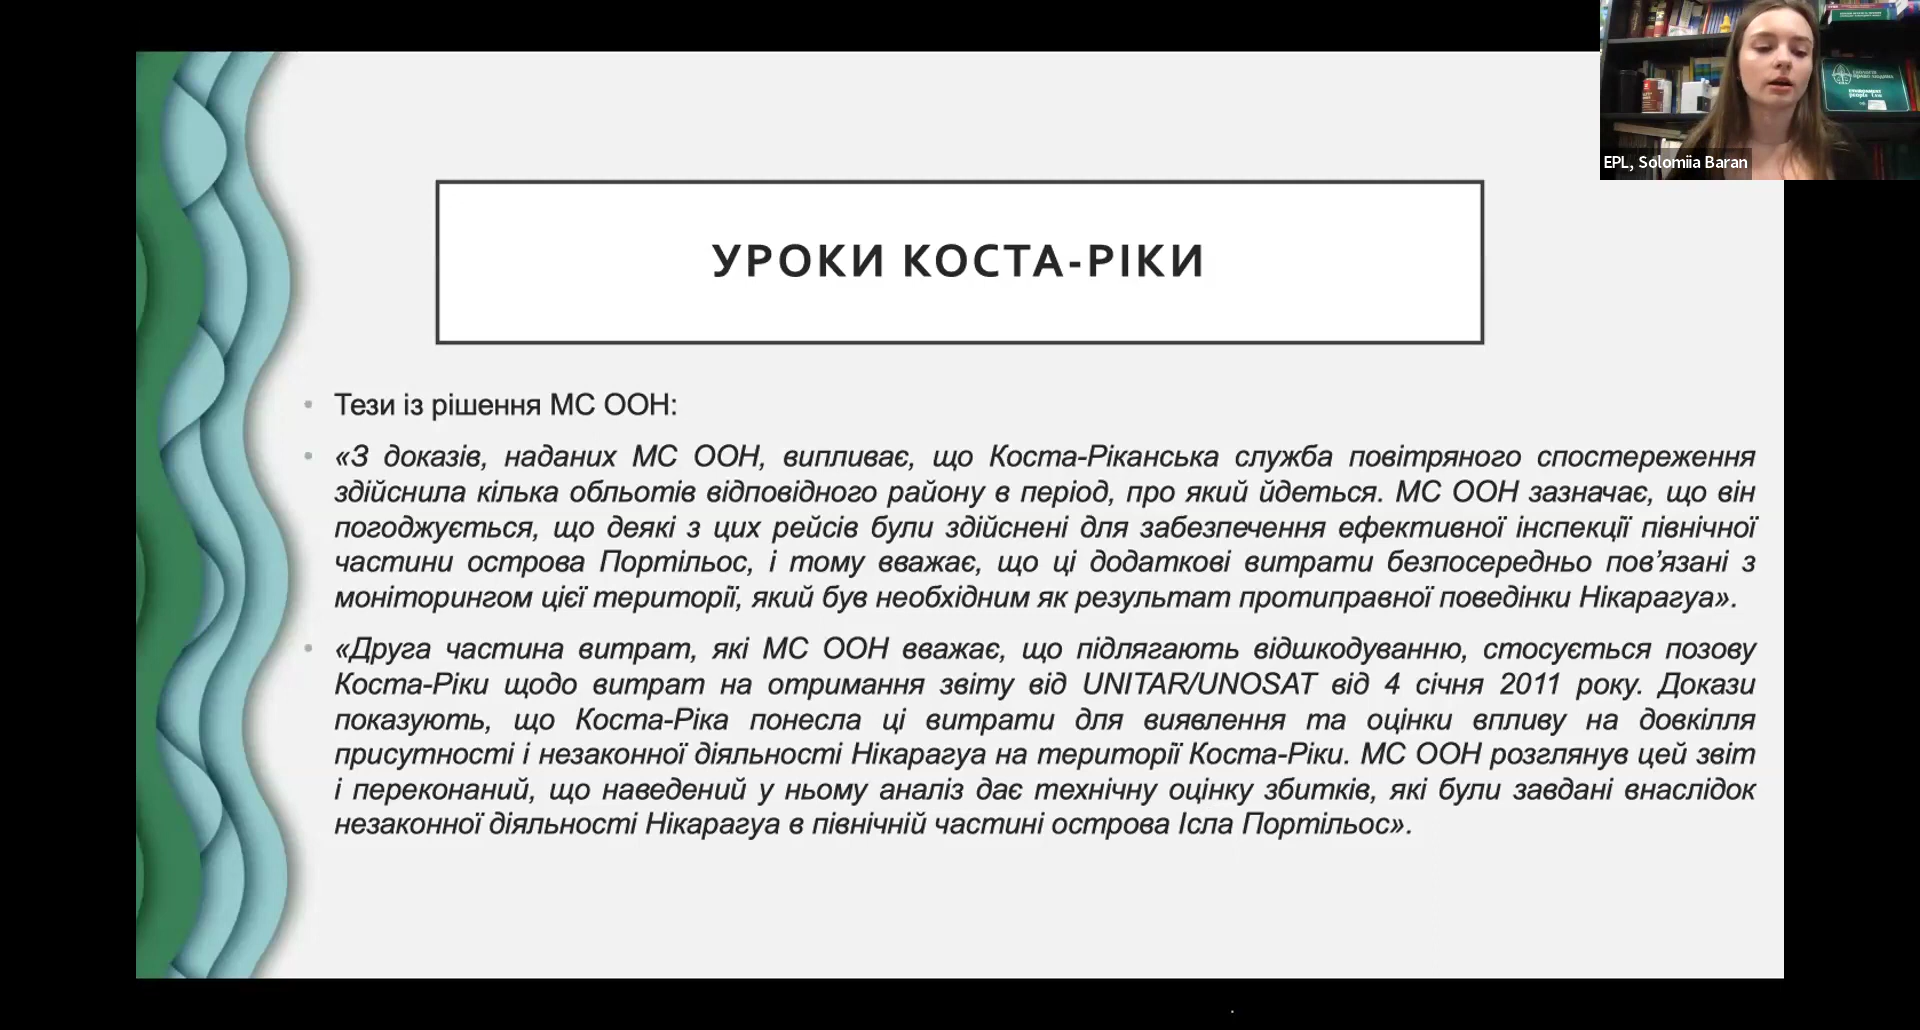 EPL, Solomiia Baran
УРОКИ КОСТА-РІКИ
Тези із рішення МС ООН:
«З доказів, наданих МС ООН, випливає, що Коста-Ріканська служба повітряного спостереження
здійснила кілька обльотів відповідного району в період, про який йдеться. МС ООН зазначає, що він
погоджується, що деякі з цих рейсів були здійснені для забезпечення ефективної інспекції північної
частини острова Портільос, і тому вважає, що ці додаткові витрати безпосередньо пов’язані з
моніторингом цієї території, який був необхідним як результат протиправної поведінки Нікарагуа».
«Друга частина витрат, які МС ООН вважає, що підлягають відшкодуванню, стосується позову
Коста-Ріки щодо витрат на отримання звіту від UNITAR/UNOSAT від 4 січня 2011 року. Докази
показують, що Коста-Ріка понесла ці витрати для виявлення та оцінки впливу на довкілля
присутності і незаконної діяльності Нікарагуа на території Коста-Ріки. МС ООН розглянув цей звіт
і переконаний, що наведений у ньому аналіз дає технічну оцінку збитків, які були завдані внаслідок
незаконної діяльності Нікарагуа в північній частині острова Ісла Портільос».